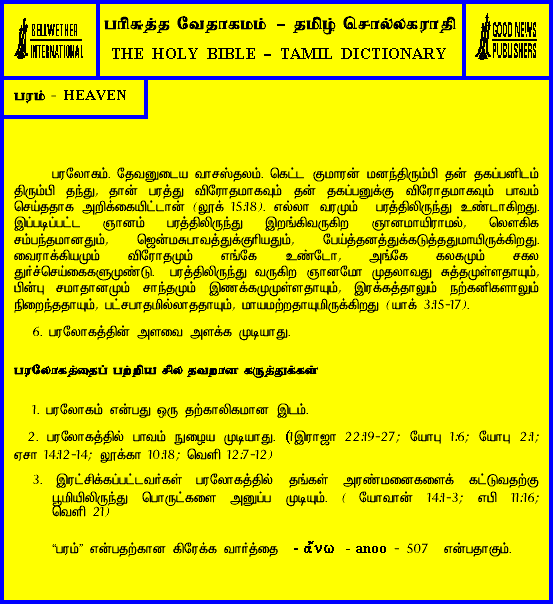 BELLWETHER
INTERNATIONAL
பரிசுத்த வேதாகமம் – தமிழ் சொல்லகராதி
THE HOLY BIBLE – TAMIL DICTIONARY
GOOD NEWS
PUBLISHERS
பரம் - HEAVEN
பரலோகம். தேவனுடைய வாசஸ்தலம். கெட்ட குமாரன் மனந்திரும்பி தன் தகப்பனிடம்
திரும்பி தந்து, தான் பரத்து விரோதமாகவும் தன் தகப்பனுக்கு விரோதமாகவும் பாவம்
செய்ததாக அறிக்கையிட்டான் (லூக் 15:18). எல்லா வரமும் பரத்திலிருந்து உண்டாகிறது.
இப்படிப்பட்ட ஞானம் பரத்திலிருந்து இறங்கிவருகிற ஞானமாயிராமல், லௌகிக
சம்பந்தமானதும், ஜென்மசுபாவத்துக்குரியதும், பேய்த்தனத்துக்கடுத்ததுமாயிருக்கிறது.
வைராக்கியமும் விரோதமும் எங்கே உண்டோ, அங்கே கலகமும் சகல
துர்ச்செய்கைகளுமுண்டு. பரத்திலிருந்து வருகிற ஞானமோ முதலாவது சுத்தமுள்ளதாயும்,
பின்பு சமாதானமும் சாந்தமும் இணக்கமுமுள்ளதாயும், இரக்கத்தாலும் நற்கனிகளாலும்
நிறைந்ததாயும், பட்சபாதமில்லாததாயும், மாயமற்றதாயுமிருக்கிறது (யாக் 3:15-17).
6. பரலோகத்தின் அளவை அளக்க முடியாது.
பரலோகத்தைப் பற்றிய சில தவறான கருத்துக்கள்
1. பரலோகம் என்பது ஒரு தற்காலிகமான இடம்.
2. பரலோகத்தில் பாவம் நுழைய முடியாது. (1இராஜா 22:19-27; யோபு 1:6; யோபு 2:1;
ஏசா 14:12-14; லூக்கா 10:18; வெளி 12:7-12)
3. இரட்சிக்கப்பட்டவர்கள் பரலோகத்தில் தங்கள் அரண்மனைகளைக் கட்டுவதற்கு
பூமியிலிருந்து பொருட்களை அனுப்ப முடியும். ( யோவான் 14:1-3; எபி 11:16;
வெளி 21)
“பரம்” என்பதற்கான கிரேக்க வார்த்தை - ἄνω - anoo - 507 என்பதாகும்.